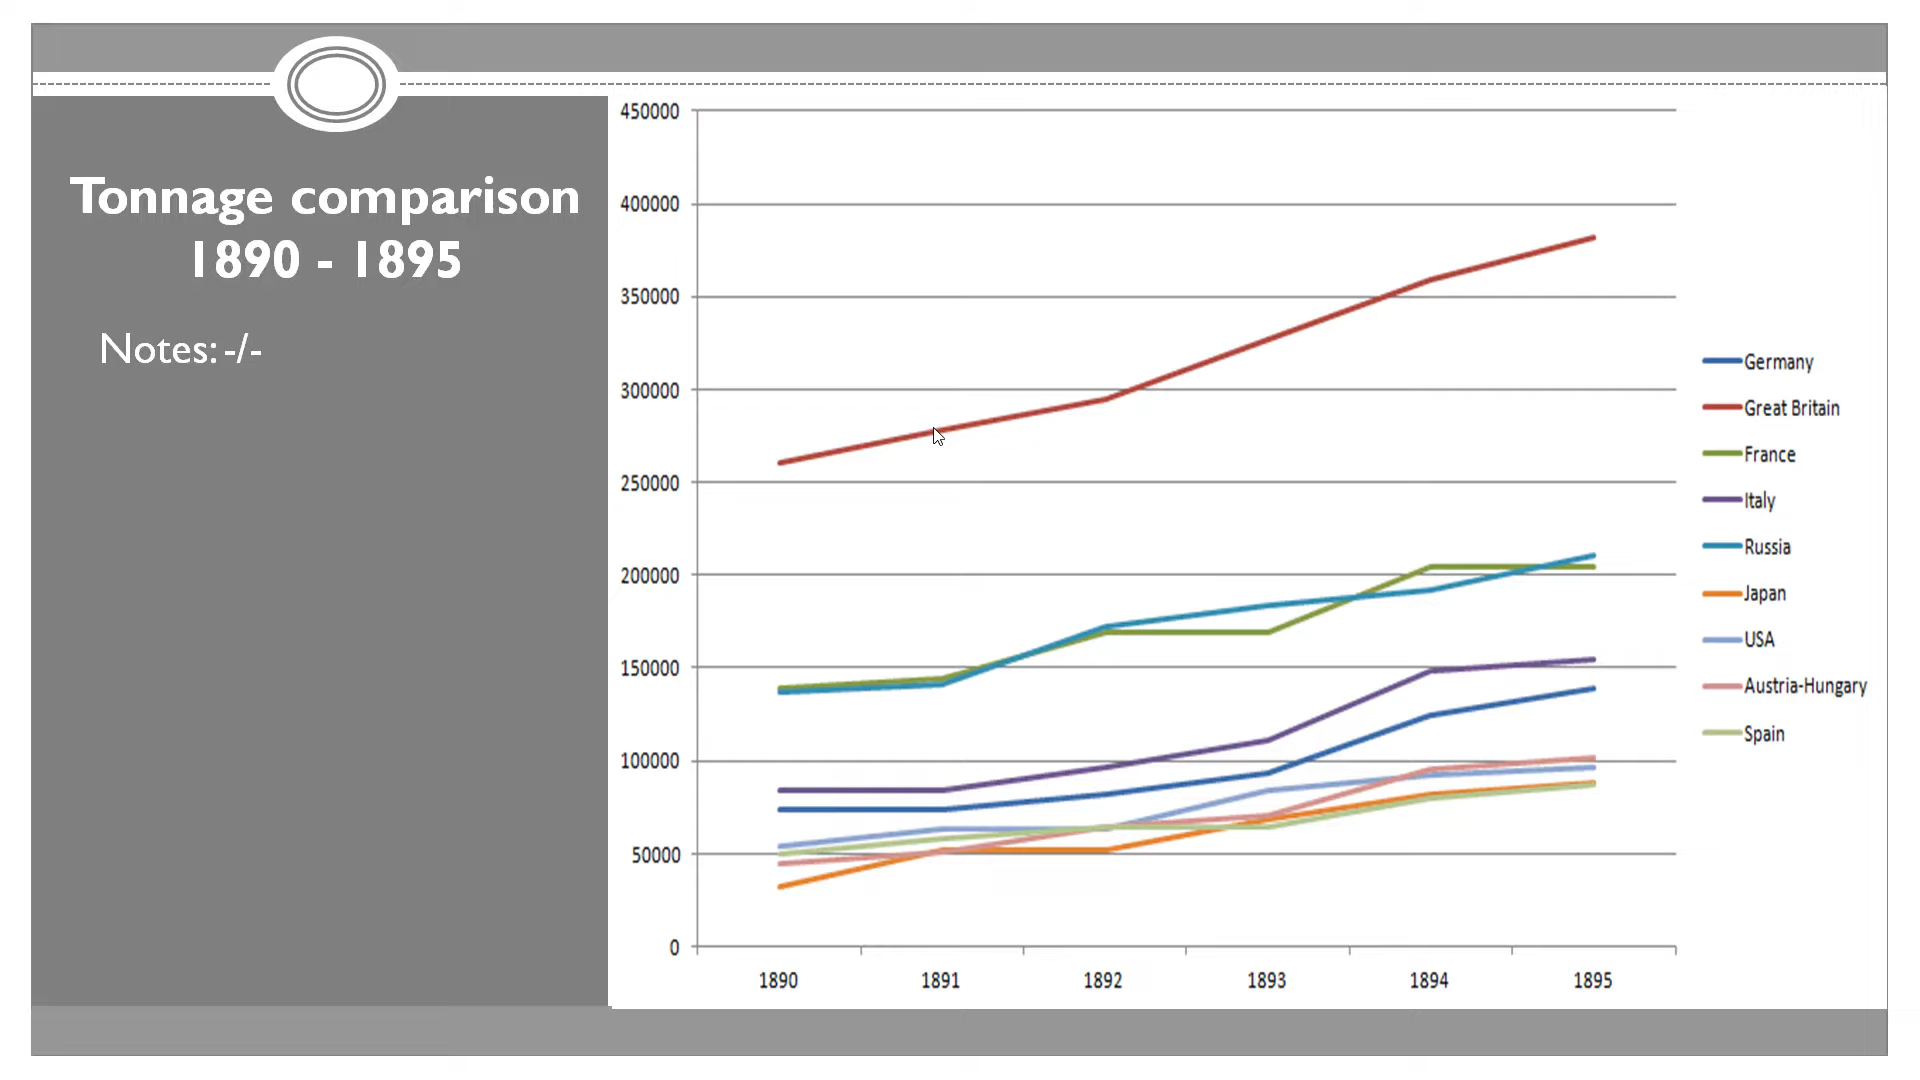 Tonnage comparison
1890 - 1895
Notes: -/-
450000
400000
350000
300000
250000
200000
150000
100000
50000
0
1890 1891 1892 1893 1894 1895
Germany
Great Britain
France
Italy
Russia
Japan
USA
Austria-Hungary
Spain